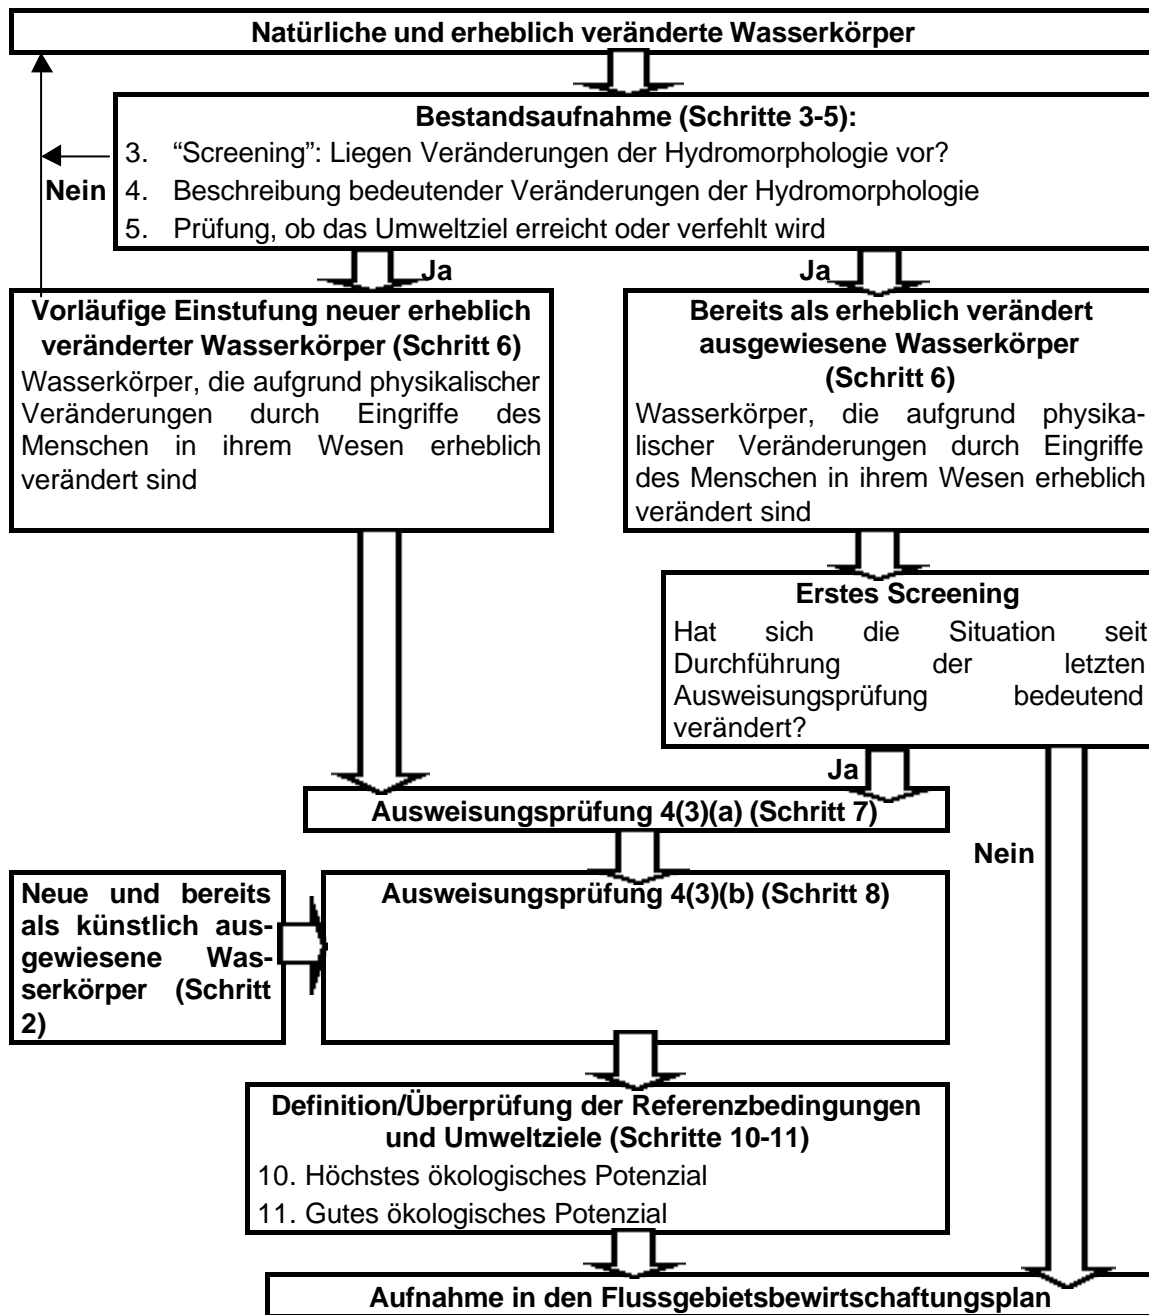 Natürliche und erheblich veränderte Wasserkörper
Bestandsaufnahme (Schritte 3-5):
3. “Screening”: Liegen Veränderungen der Hydromorphologie vor?
Nein
4. Beschreibung bedeutender Veränderungen der Hydromorphologie
5. Prüfung, ob das Umweltziel erreicht oder verfehlt wird
Ja
Ja
Vorläufige Einstufung neuer erheblich
veränderter Wasserkörper (Schritt 6)
Wasserkörper, die aufgrund physikalischer
Veränderungen durch Eingriffe des
Menschen in ihrem Wesen erheblich
verändert sind
Bereits als erheblich verändert
ausgewiesene Wasserkörper
(Schritt 6)
Wasserkörper, die aufgrund physika-
lischer Veränderungen durch Eingriffe
des Menschen in ihrem Wesen erheblich
verändert sind
Erstes Screening
Hat sich die Situation seit
Durchführung der letzten
Ausweisungsprüfung bedeutend
verändert?
Ja
Ausweisungsprüfung 4(3)(a) (Schritt 7)
Nein
Neue und bereits
als künstlich aus-
gewiesene Was-
serkörper (Schritt
2)
Ausweisungsprüfung 4(3)(b) (Schritt 8)
Definition/Überprüfung der Referenzbedingungen
und Umweltziele (Schritte 10-11)
10. Höchstes ökologisches Potenzial
11. Gutes ökologisches Potenzial
Aufnahme in den Flussgebietsbewirtschaftungsplan